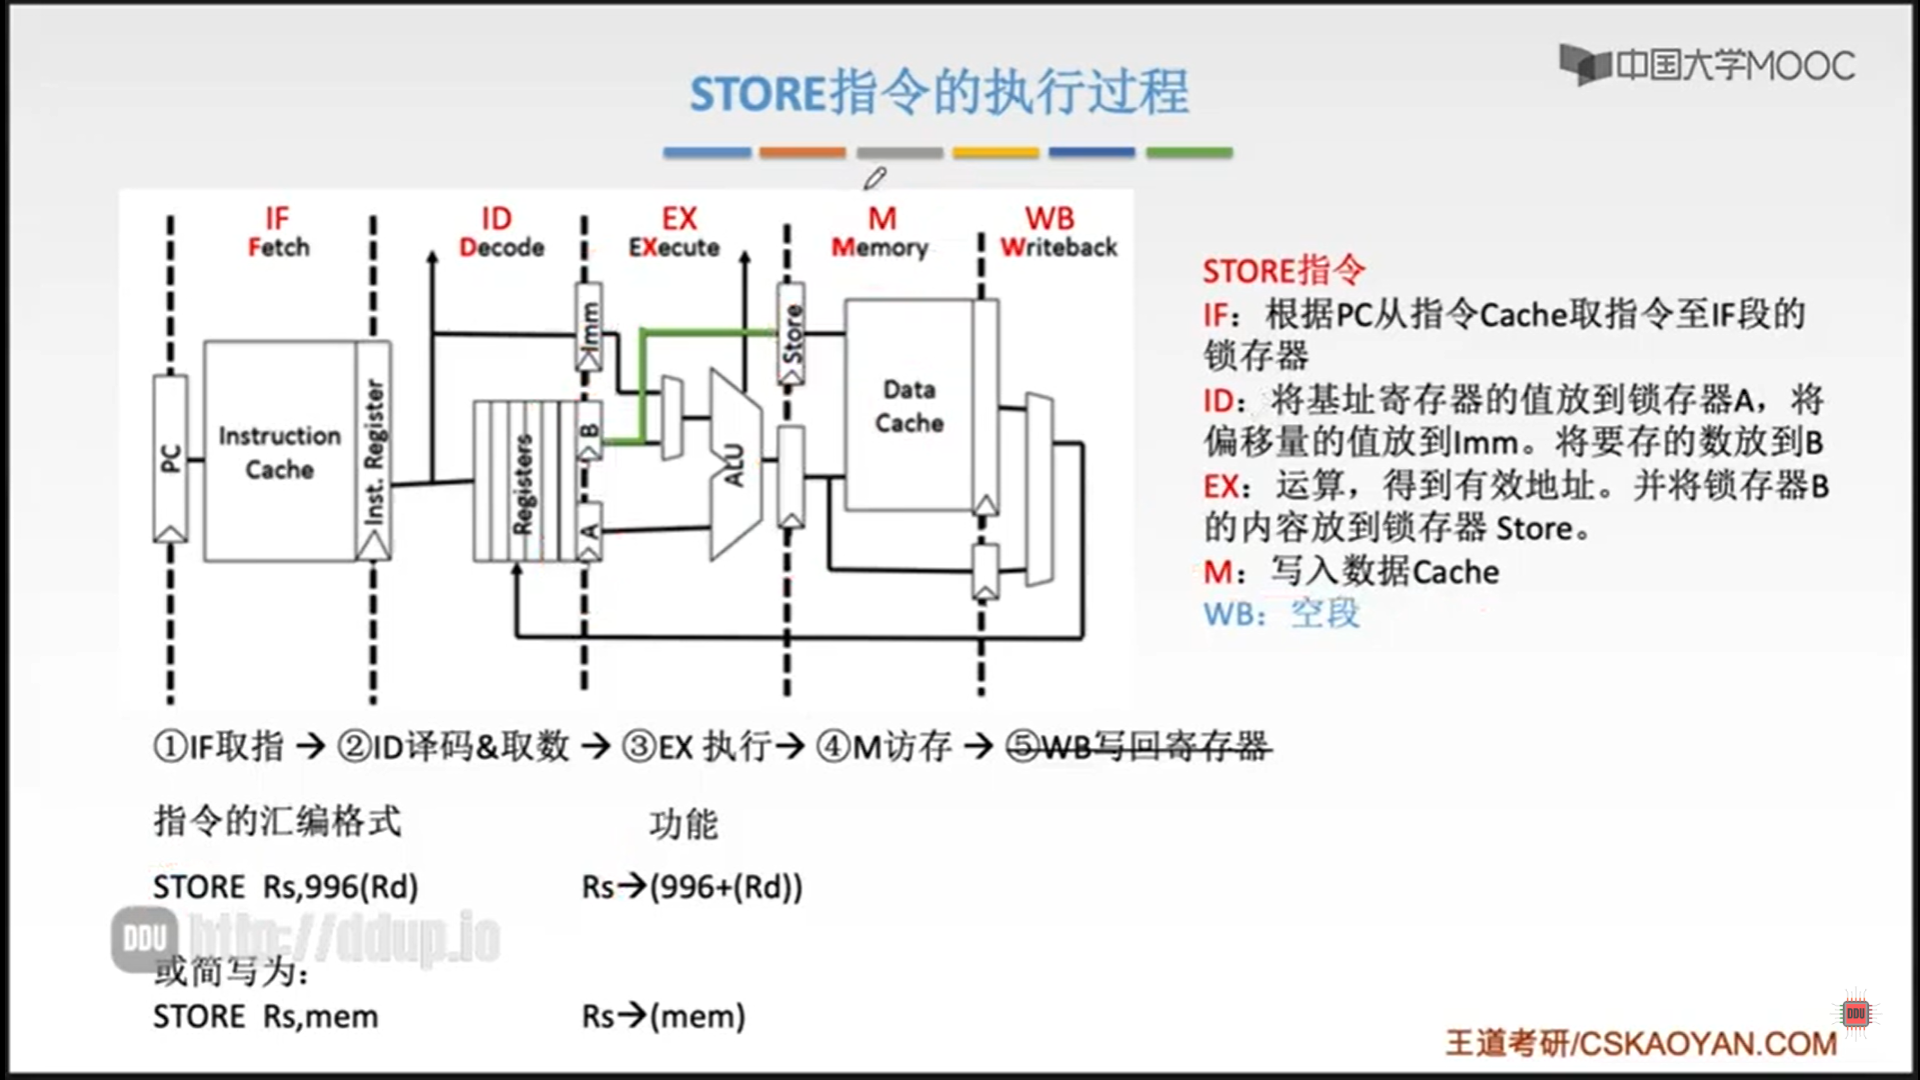 中国大学MOOC
STORE指令的执行过程
IF
Fetch
ID
Decode
EX
EXecute
M
Memory
WB
Writeback
PC
Instruction
Cache
Inst. Register
Registers
Imm
B
A
ALU
Store
Data
Cache
STORE指令
IF：根据PC从指令Cache取指令至IF段的
锁存器
ID：将基址寄存器的值放到锁存器A，将
偏移量的值放到Imm。将要存的数放到B
EX：运算，得到有效地址。并将锁存器B
的内容放到锁存器 Store。
M：写入数据Cache
WB：空段
①IF取指 → ②ID译码&取数 → ③EX 执行→ ④M访存 → ⑤WB写回寄存器
指令的汇编格式 功能
STORE Rs,996(Rd) Rs→(996+(Rd))
DDU http://ddup.io
或简写为：
STORE Rs,mem Rs→(mem)
DDU
王道考研/CSKAOYAN.COM